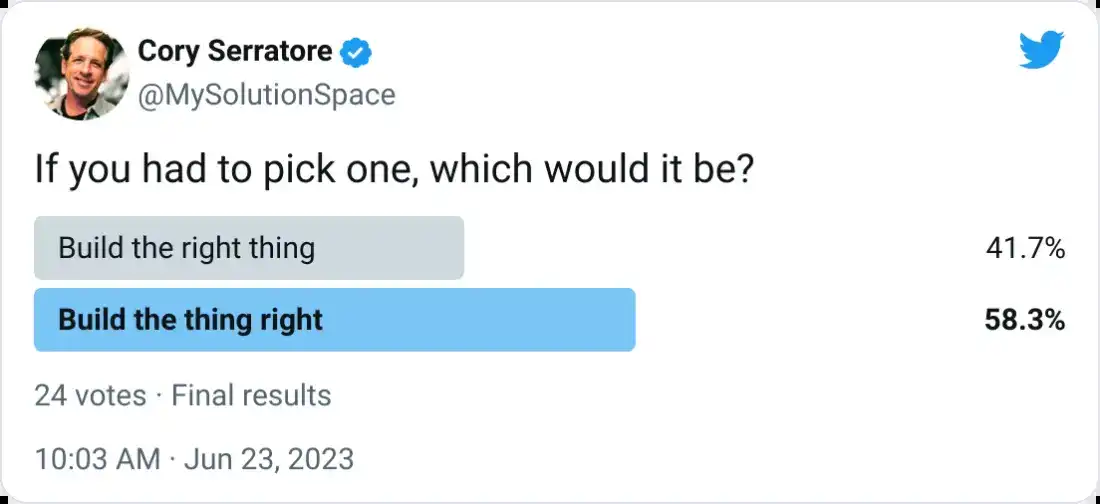 Cory Serratore
@MySolutionSpace
If you had to pick one, which would it be?
Build the right thing 41.7%
Build the thing right 58.3%
24 votes · Final results
10:03 AM · Jun 23, 2023